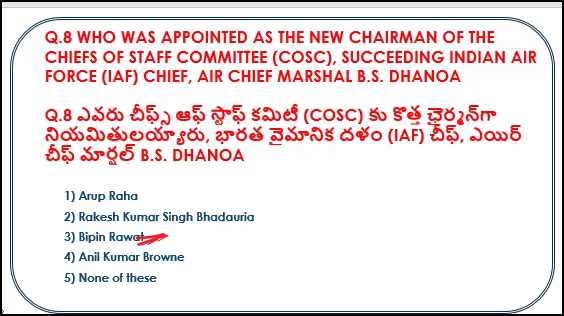 Q.8 WHO WAS APPOINTED AS THE NEW CHAIRMAN OF THE
CHIEFS OF STAFF COMMITTEE (COSC), SUCCEEDING INDIAN AIR
FORCE (IAF) CHIEF, AIR CHIEF MARSHAL B.S. DHANOA
Q.8 ఎవరు చీఫ్స్ ఆఫ్ స్టాఫ్ కమిటీ (COSC) కు కొత్త ఛైర్మన్‌గా
నియమితులయ్యారు, భారత వైమానిక దళం (IAF) చీఫ్, ఎయిర్
చీఫ్ మార్షల్ B.S. DHANOA
1) Arup Raha
2) Rakesh Kumar Singh Bhadauria
3) Bipin Rawat
4) Anil Kumar Browne
5) None of these